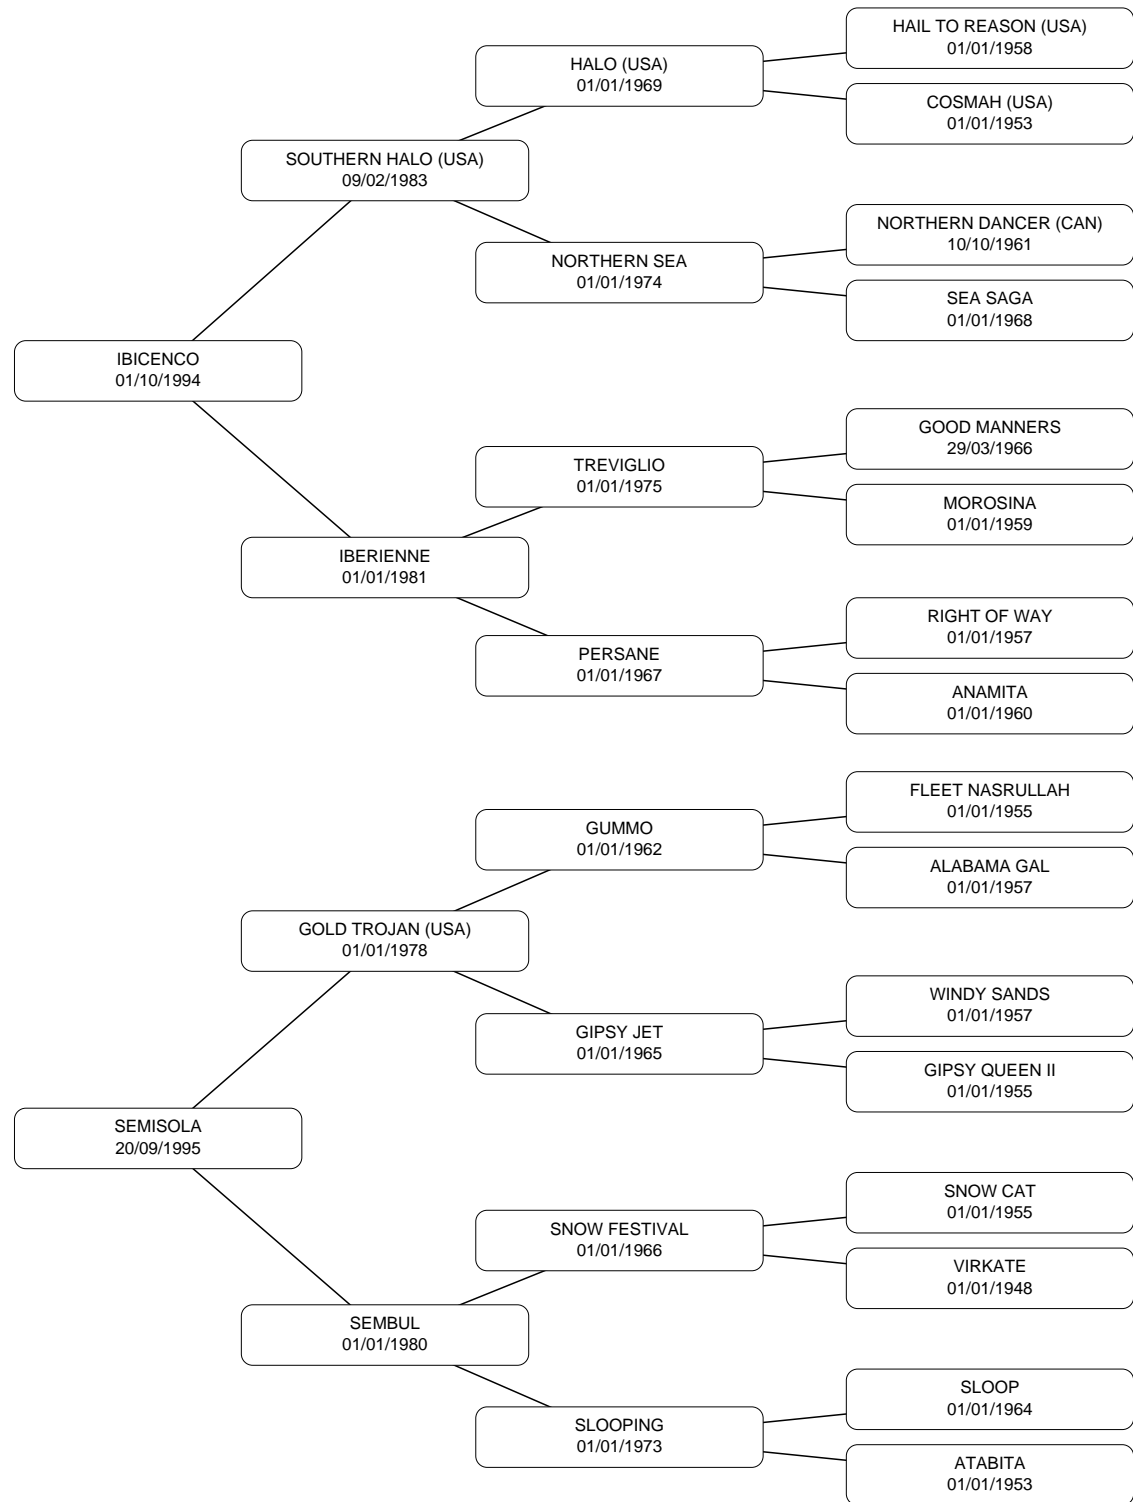 HAIL TO REASON (USA)
01/01/1958
HALO (USA)
01/01/1969
COSMAH (USA)
01/01/1953
SOUTHERN HALO (USA)
09/02/1983
NORTHERN DANCER (CAN)
10/10/1961
NORTHERN SEA
01/01/1974
SEA SAGA
01/01/1968
IBICENCO
01/10/1994
GOOD MANNERS
29/03/1966
TREVIGLIO
01/01/1975
MOROSINA
01/01/1959
IBERIENNE
01/01/1981
RIGHT OF WAY
01/01/1957
PERSANE
01/01/1967
ANAMITA
01/01/1960
FLEET NASRULLAH
01/01/1955
GUMMO
01/01/1962
ALABAMA GAL
01/01/1957
GOLD TROJAN (USA)
01/01/1978
WINDY SANDS
01/01/1957
GIPSY JET
01/01/1965
GIPSY QUEEN II
01/01/1955
SEMISOLA
20/09/1995
SNOW CAT
01/01/1955
SNOW FESTIVAL
01/01/1966
VIRKATE
01/01/1948
SEMBUL
01/01/1980
SLOOP
01/01/1964
SLOOPING
01/01/1973
ATABITA
01/01/1953